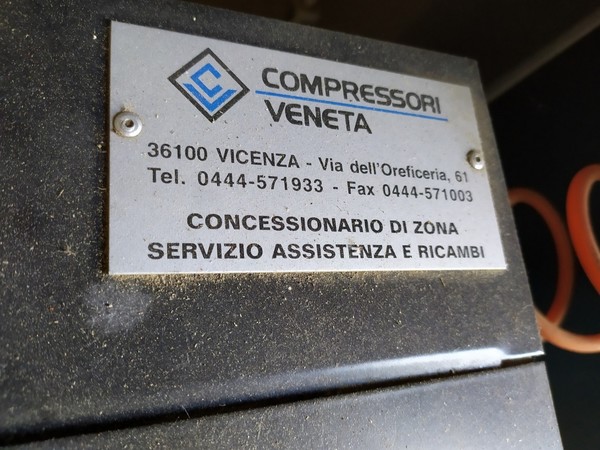 COMPRESSORI
VENETA
36100 VICENZA - Via dell'Oreficeria, 61
Tel. 0444-571933 - Fax 0444-571003
CONCESSIONARIO DI ZONA
SERVIZIO ASSISTENZA E RICAMBI